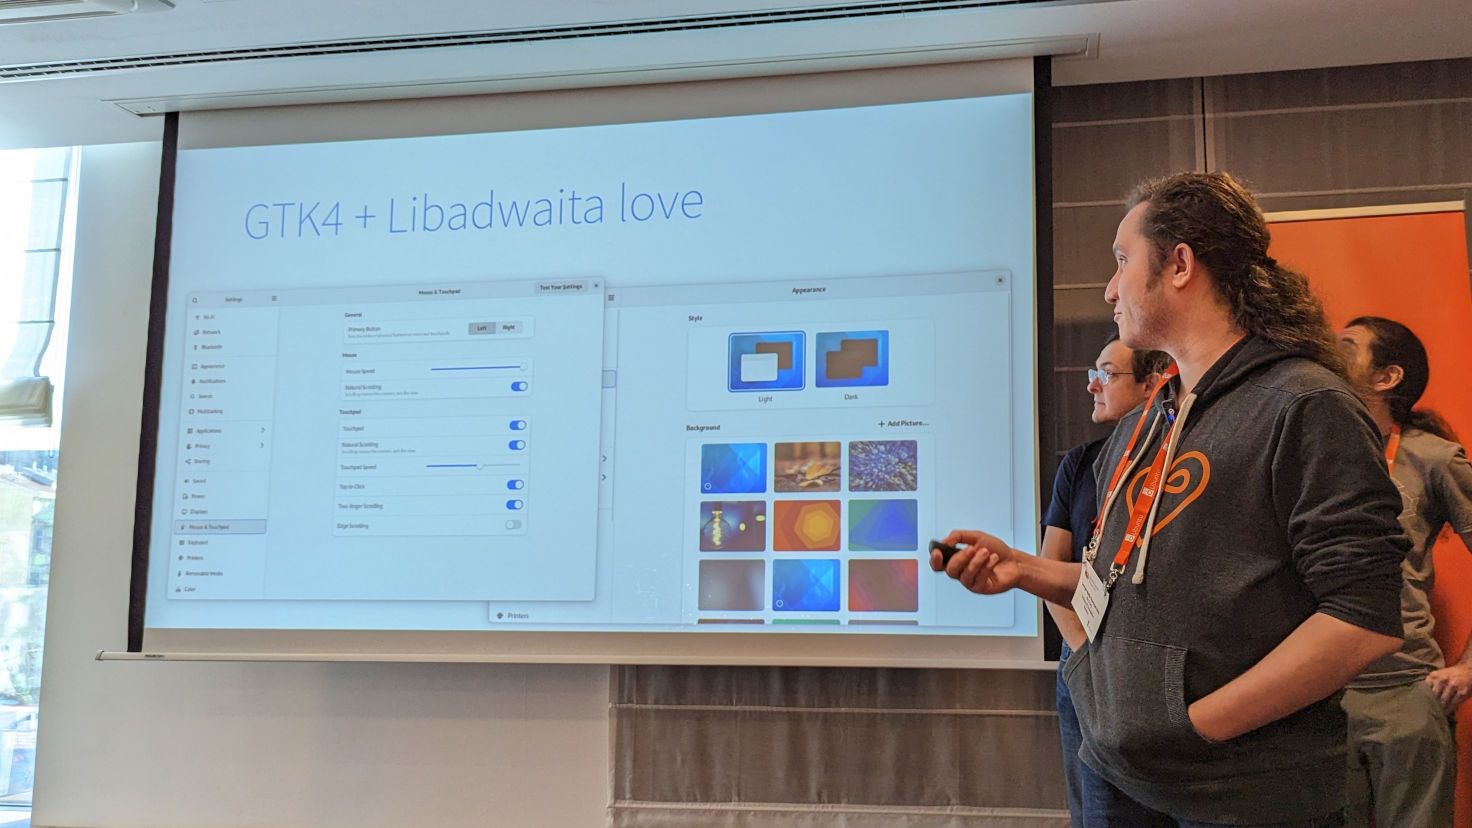 GTK4 + Libadwaita love
Settings
Wi-Fi
Network
Bluetooth
Appearance
Notifications
Search
Multitasking
Applications
Privacy
Sharing
Sound
Power
Displays
Mouse & Touchpad
Keyboard
Printers
Removable Media
Color
Mouse & Touchpad
Test Your Settings
General
Primary Button
Left
Right
Mouse
Mouse Speed
Natural Scrolling
Touchpad
Touchpad
Natural Scrolling
Touchpad Speed
Tap-to-Click
Two-finger Scrolling
Edge Scrolling
Appearance
Style
Light
Dark
Background
+ Add Picture...
Printers
ubuntu
ubuntu